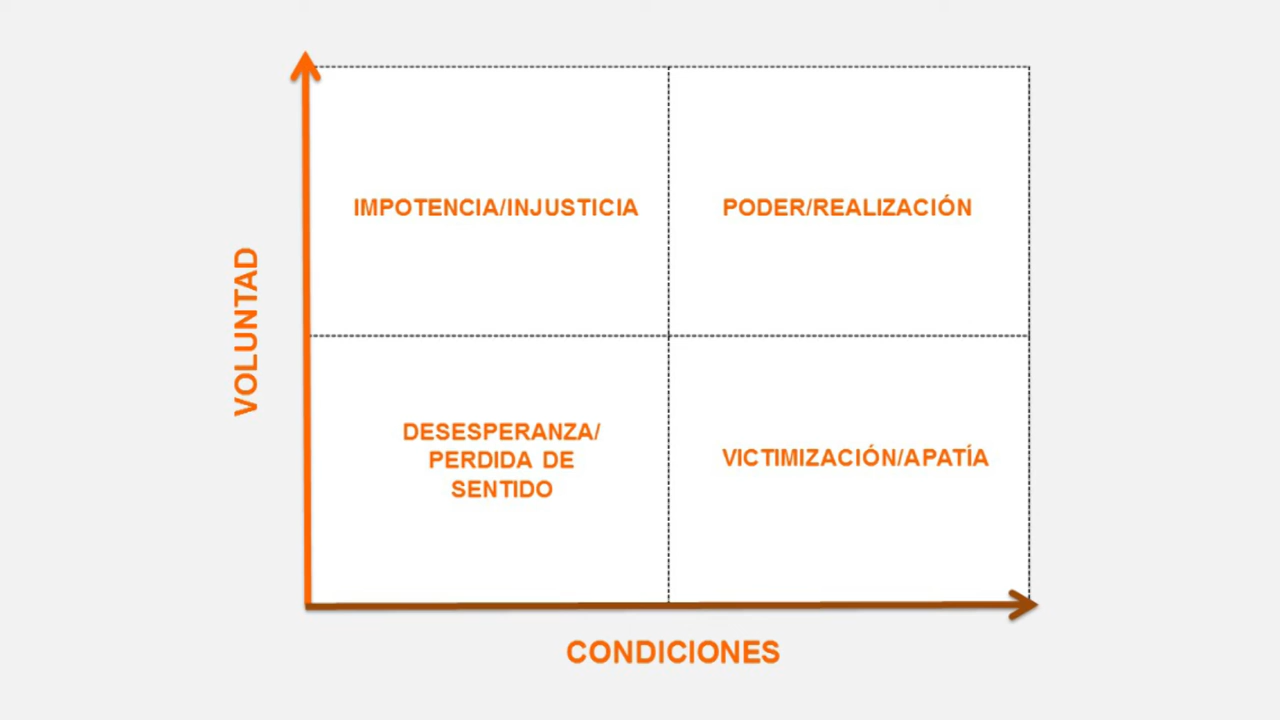 IMPOTENCIA/INJUSTICIA
PODER/REALIZACIÓN
VOLUNTAD
DESESPERANZA/
PERDIDA DE
SENTIDO
VICTIMIZACIÓN/APATÍA
CONDICIONES